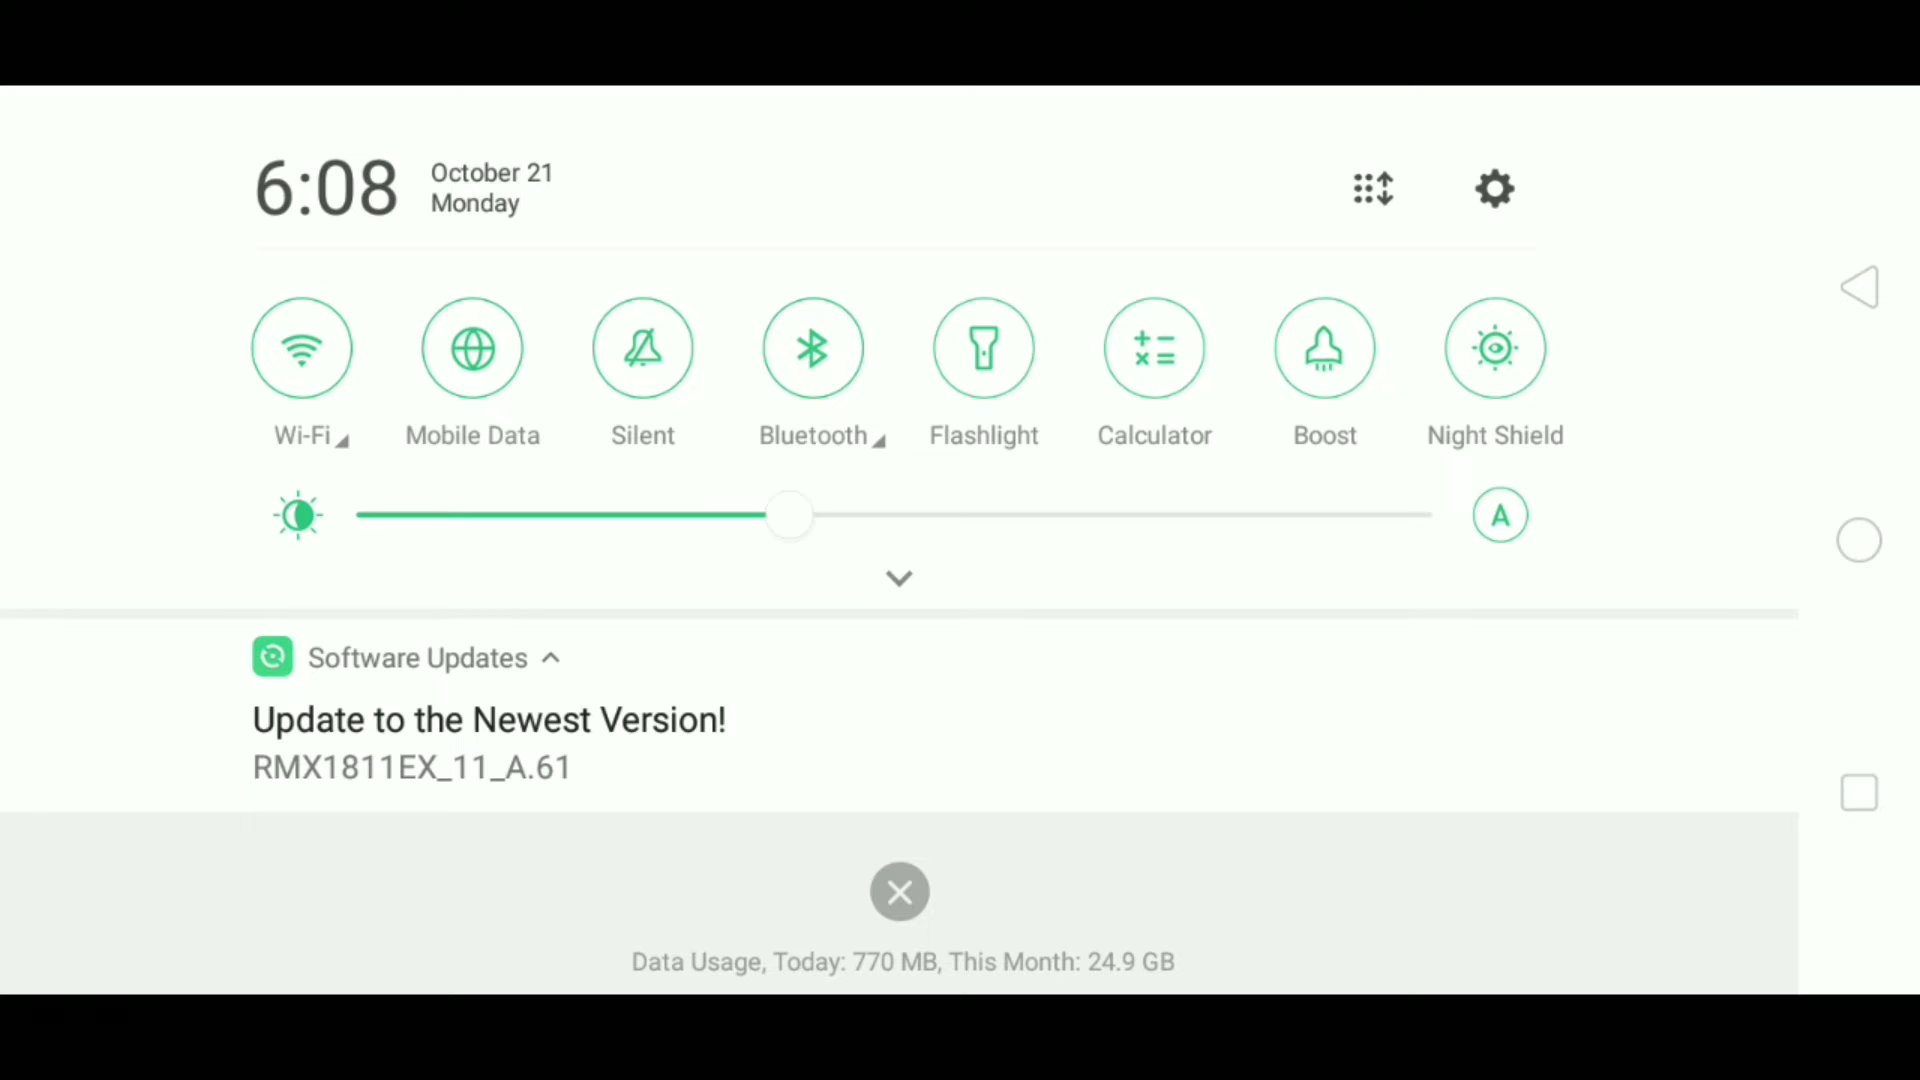 6:08
October 21
Monday
Wi-Fi
Mobile Data
Silent
Bluetooth
Flashlight
Calculator
Boost
Night Shield
A
Software Updates
Update to the Newest Version!
RMX1811EX_11_A.61
Data Usage, Today: 770 MB, This Month: 24.9 GB